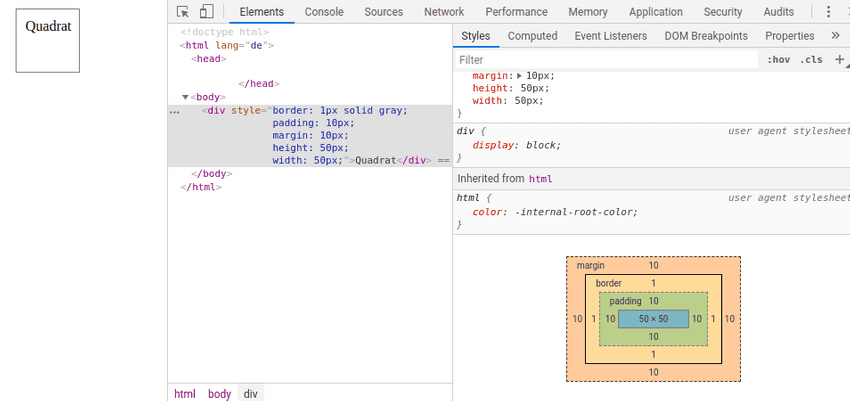 Quadrat
Elements Console Sources Network Performance Memory Application Security Audits
<!doctype html>
<html lang="de">
<head>
</head>
<body>
<div style="border: 1px solid gray;
padding: 10px;
margin: 10px;
height: 50px;
width: 50px;">Quadrat</div> ==
</body>
</html>
html body div
Styles Computed Event Listeners DOM Breakpoints Properties
Filter :hov .cls +
margin: 10px;
height: 50px;
width: 50px;
}
div { user agent stylesheet
display: block;
}
Inherited from html
html { user agent stylesheet
color: -internal-root-color;
}
margin 10
border 1
padding 10
10 1 10 50 × 50 10 1 10
10
1
10